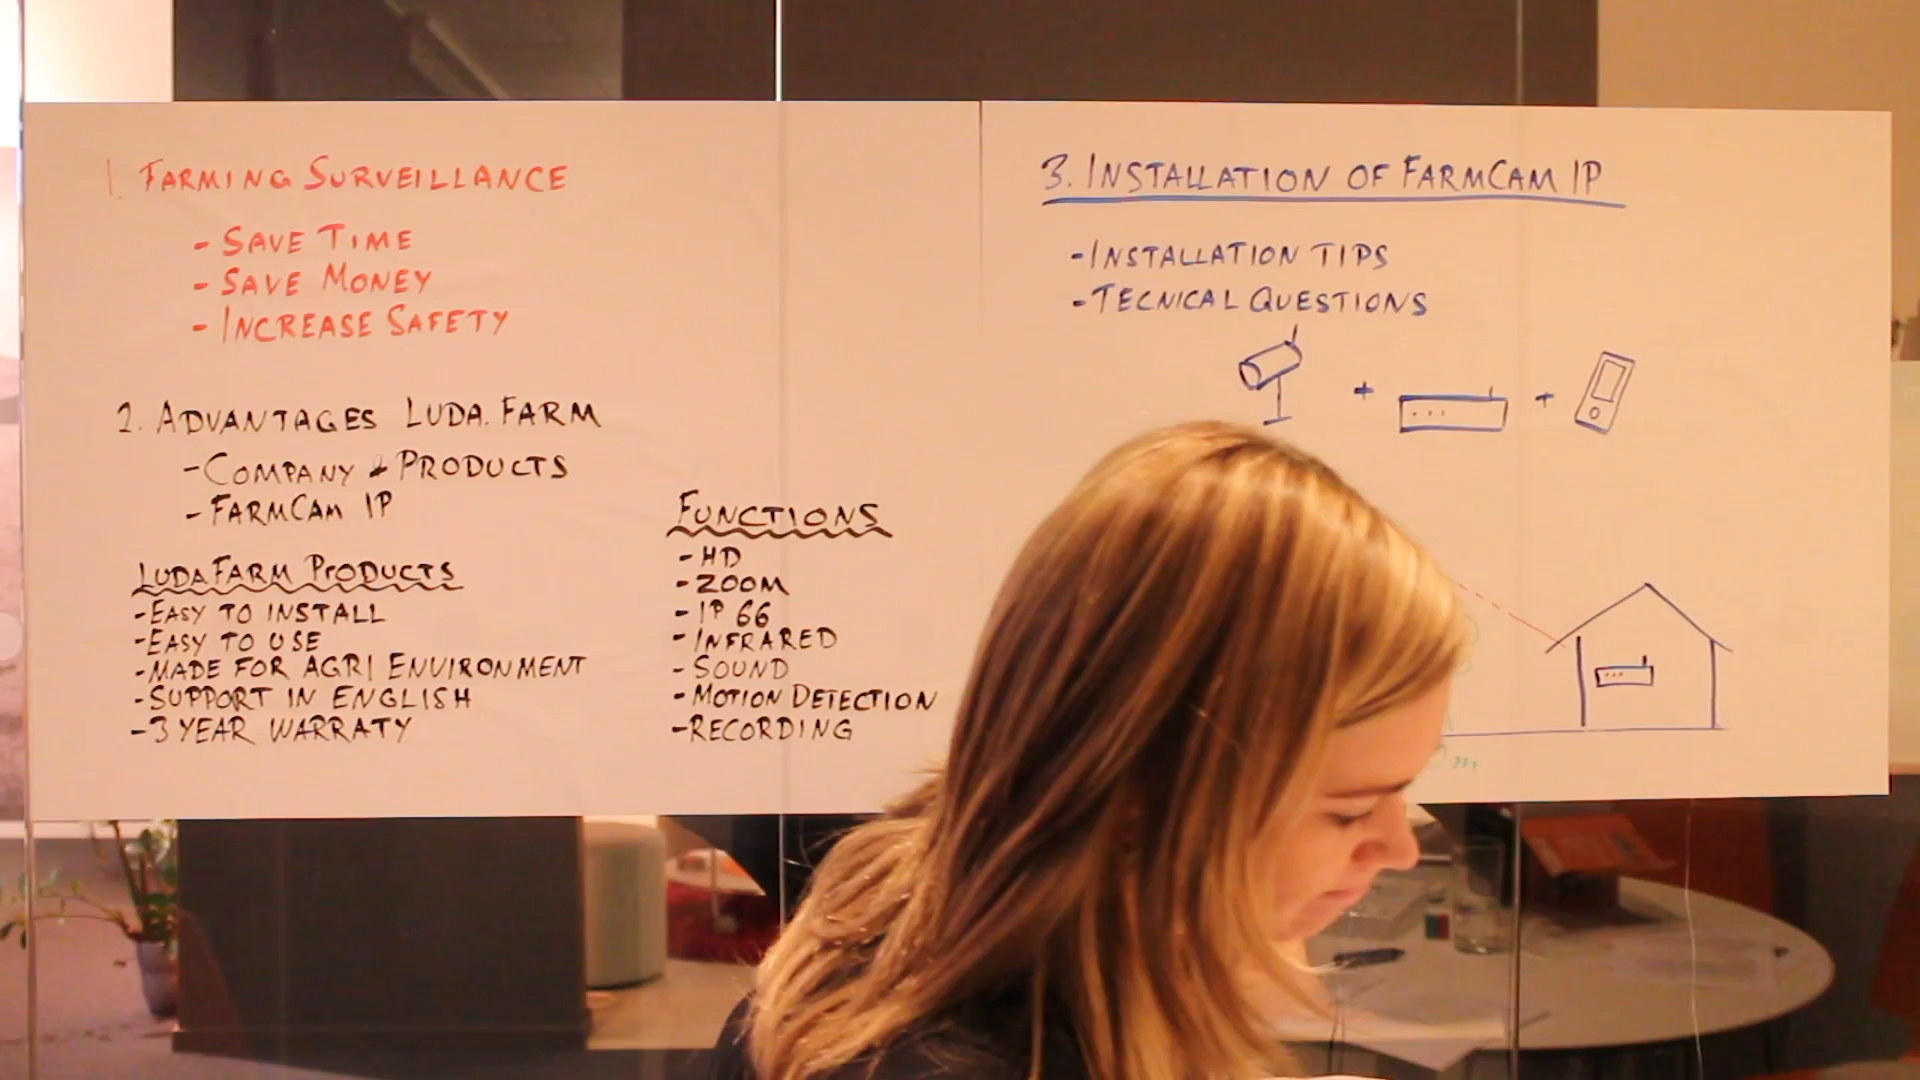 1. FARMING SURVEILLANCE
- SAVE TIME
- SAVE MONEY
- INCREASE SAFETY
2. ADVANTAGES LUDA.FARM
- COMPANY & PRODUCTS
- FARMCAM IP
LUDAFARM PRODUCTS
- EASY TO INSTALL
- EASY TO USE
- MADE FOR AGRI ENVIRONMENT
- SUPPORT IN ENGLISH
- 3 YEAR WARRATY
FUNCTIONS
- HD
- ZOOM
- IP 66
- INFRARED
- SOUND
- MOTION DETECTION
- RECORDING
3. INSTALLATION OF FARMCAM IP
- INSTALLATION TIPS
- TECNICAL QUESTIONS
+ +